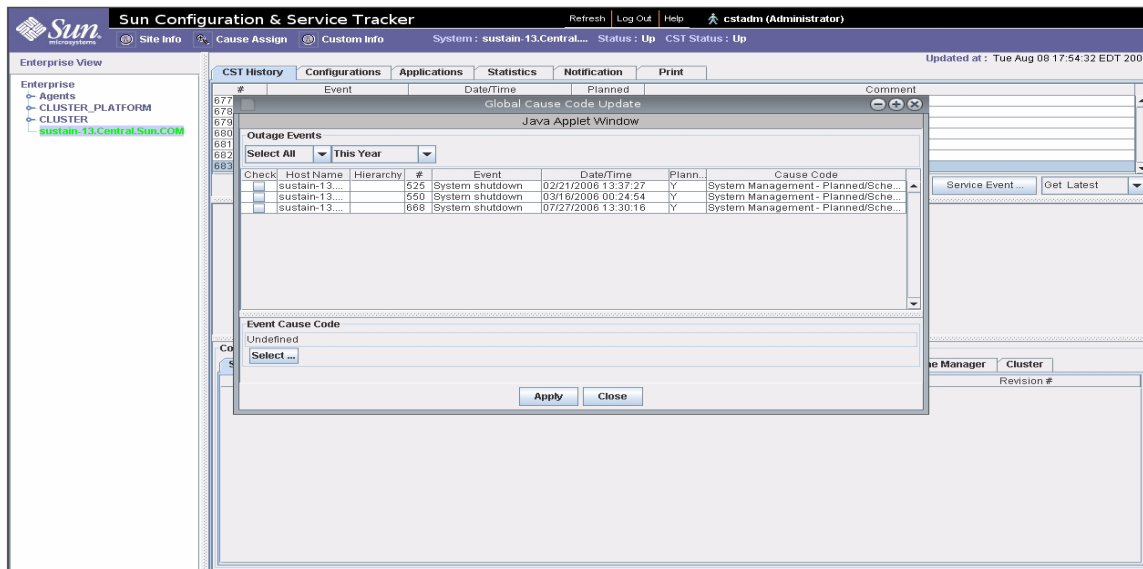 Sun microsystems
Sun Configuration & Service Tracker
Refresh Log Out Help cstadm (Administrator)
Site Info Cause Assign Custom Info System : sustain-13.Central.... Status : Up CST Status : Up
Enterprise View
Updated at : Tue Aug 08 17:54:32 EDT 200
CST History Configurations Applications Statistics Notification Print
Enterprise
Agents
CLUSTER_PLATFORM
CLUSTER
sustain-13.Central.Sun.COM
# Event Date/Time Planned Comment
677
678
679
680
681
682
683
Global Cause Code Update
Java Applet Window
Outage Events
Select All This Year
Check Host Name Hierarchy # Event Date/Time Plann... Cause Code
sustain-13.... 525 System shutdown 02/21/2006 13:37:27 Y System Management - Planned/Sche...
sustain-13.... 550 System shutdown 03/16/2006 00:24:54 Y System Management - Planned/Sche...
sustain-13.... 668 System shutdown 07/27/2006 13:30:16 Y System Management - Planned/Sche...
Service Event ... Get Latest
Event Cause Code
Undefined
Select ...
Apply Close
Co
S
ne Manager Cluster
Revision #